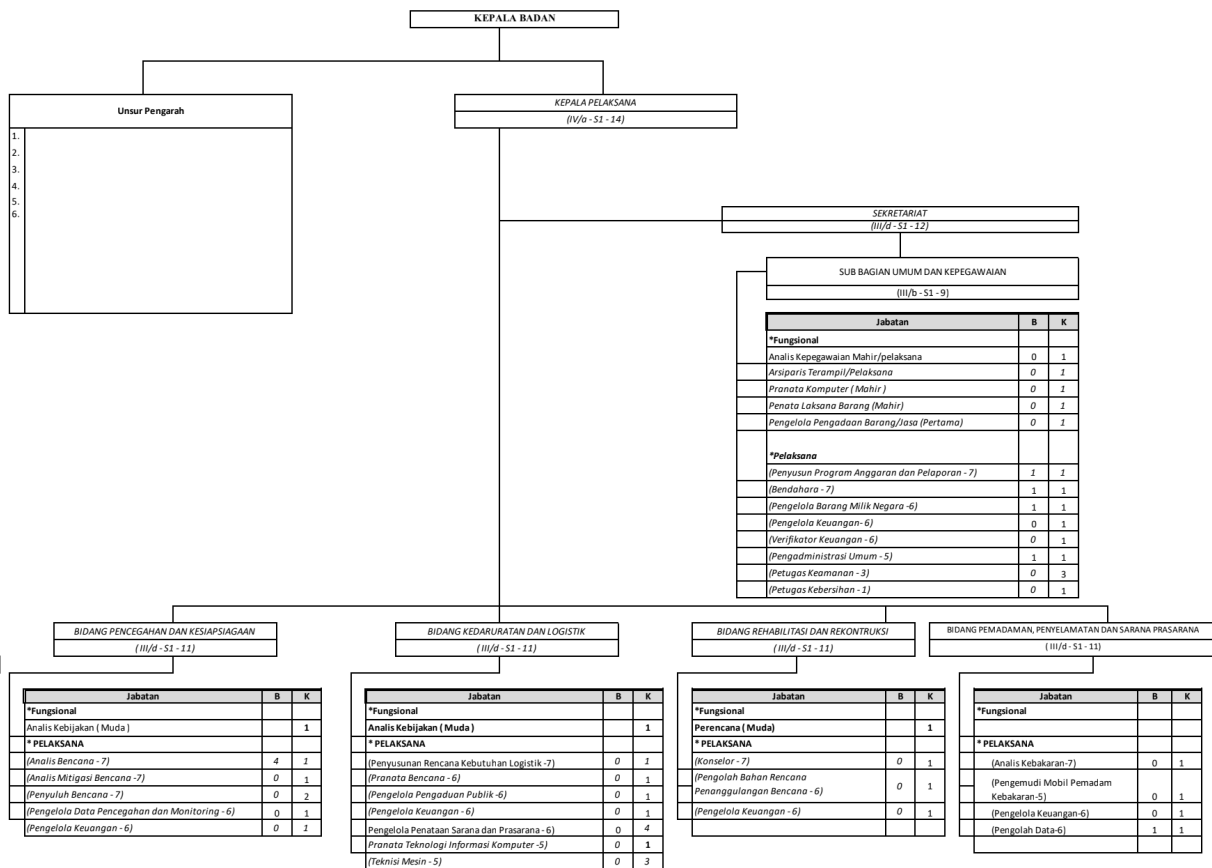 KEPALA BADAN
Unsur Pengarah
1.
2.
3.
4.
5.
6.
KEPALA PELAKSANA
(IV/a - S1 - 14)
SEKRETARIAT
(III/d - S1 - 12)
SUB BAGIAN UMUM DAN KEPEGAWAIAN
(III/b - S1 - 9)
Jabatan B K
*Fungsional
Analis Kepegawaian Mahir/pelaksana 0 1
Arsiparis Terampil/Pelaksana 0 1
Pranata Komputer ( Mahir ) 0 1
Penata Laksana Barang (Mahir) 0 1
Pengelola Pengadaan Barang/Jasa (Pertama) 0 1
*Pelaksana
(Penyusun Program Anggaran dan Pelaporan - 7) 1 1
(Bendahara - 7) 1 1
(Pengelola Barang Milik Negara -6) 1 1
(Pengelola Keuangan- 6) 0 1
(Verifikator Keuangan - 6) 0 1
(Pengadministrasi Umum - 5) 1 1
(Petugas Keamanan - 3) 0 3
(Petugas Kebersihan - 1) 0 1
BIDANG PENCEGAHAN DAN KESIAPSIAGAAN
( III/d - S1 - 11)
Jabatan B K
*Fungsional
Analis Kebijakan ( Muda ) 1
* PELAKSANA
(Analis Bencana - 7) 4 1
(Analis Mitigasi Bencana -7) 0 1
(Penyuluh Bencana - 7) 0 2
(Pengelola Data Pencegahan dan Monitoring - 6) 0 1
(Pengelola Keuangan - 6) 0 1
BIDANG KEDARURATAN DAN LOGISTIK
( III/d - S1 - 11)
Jabatan B K
*Fungsional
Analis Kebijakan ( Muda ) 1
* PELAKSANA
(Penyusunan Rencana Kebutuhan Logistik -7) 0 1
(Pranata Bencana - 6) 0 1
(Pengelola Pengaduan Publik -6) 0 1
(Pengelola Keuangan - 6) 0 1
Pengelola Penataan Sarana dan Prasarana - 6) 0 4
Pranata Teknologi Informasi Komputer -5) 0 1
(Teknisi Mesin - 5) 0 3
BIDANG REHABILITASI DAN REKONTRUKSI
( III/d - S1 - 11)
Jabatan B K
*Fungsional
Perencana ( Muda) 1
* PELAKSANA
(Konselor - 7) 0 1
(Pengolah Bahan Rencana
Penanggulangan Bencana - 6) 0 1
(Pengelola Keuangan - 6) 0 1
BIDANG PEMADAMAN, PENYELAMATAN DAN SARANA PRASARANA
( III/d - S1 - 11)
Jabatan B K
*Fungsional
* PELAKSANA
(Analis Kebakaran-7) 0 1
(Pengemudi Mobil Pemadam
Kebakaran-5) 0 1
(Pengelola Keuangan-6) 0 1
(Pengolah Data-6) 1 1